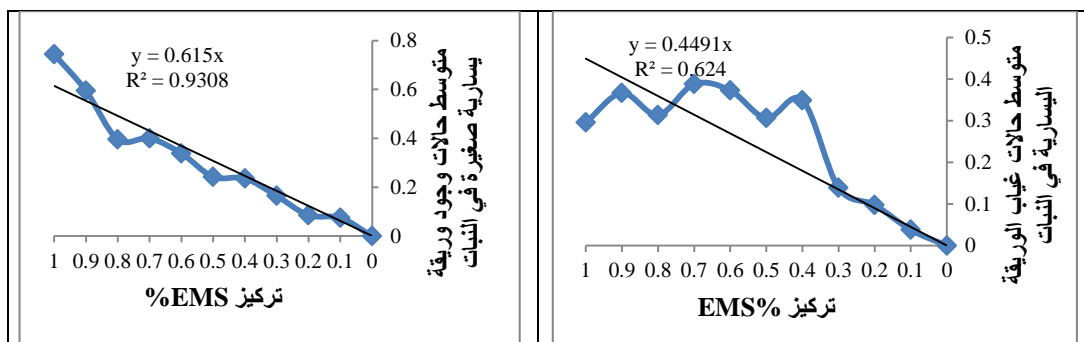 متوسط حالات غياب الوريقة
اليسارية في النبات
y = 0.4491x
R² = 0.624
0.5
0.4
0.3
0.2
0.1
0
1 0.9 0.8 0.7 0.6 0.5 0.4 0.3 0.2 0.1 0
تركيز EMS%
متوسط حالات وجود وريقة
يسارية صغيرة في النبات
y = 0.615x
R² = 0.9308
0.8
0.6
0.4
0.2
0
1 0.9 0.8 0.7 0.6 0.5 0.4 0.3 0.2 0.1 0
تركيز EMS%